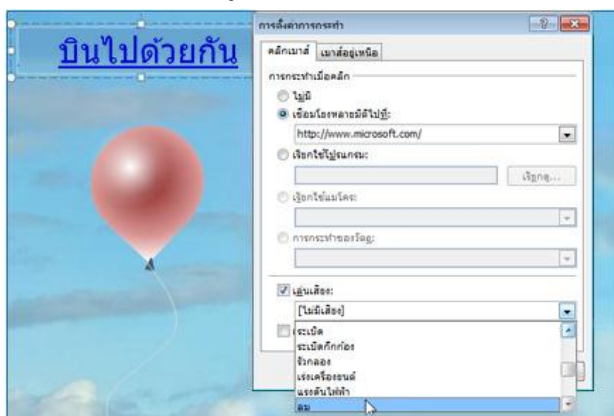 บินไปด้วยกัน
การตั้งค่าการกระทำ
คลิกเมาส์
เมาส์อยู่เหนือ
การกระทำเมื่อคลิก
ไม่มี
เชื่อมโยงหลายมิติไปที่:
http://www.microsoft.com/
เรียกใช้โปรแกรม:
เรียกดู...
เรียกใช้แมโคร:
การกระทำของวัตถุ:
เล่นเสียง:
[ไม่มีเสียง]
ระเบิด
ระเบิดกึกก้อง
รัวกลอง
เร่งเครื่องยนต์
แรงดันไฟฟ้า
ลม